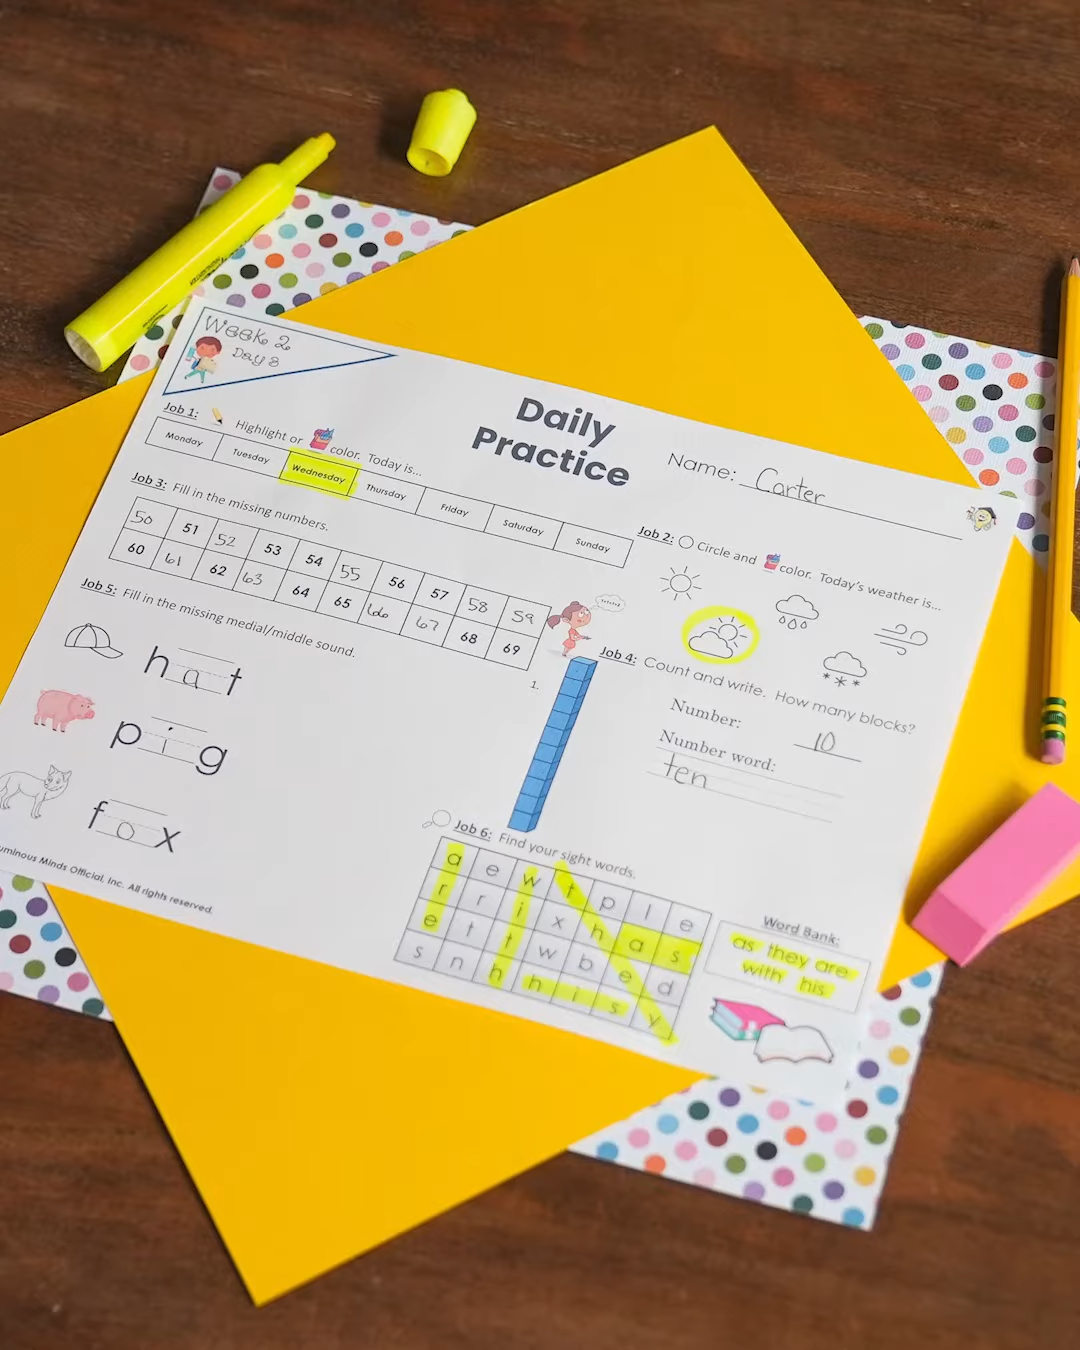 Week 2
Day 8
Daily
Practice
Name: Carter
Job 1: Highlight or color. Today is...
Monday Tuesday Wednesday Thursday Friday Saturday Sunday
Job 2: Circle and color. Today's weather is...
Job 3: Fill in the missing numbers.
50 51 52 53 54 55 56 57 58 59
60 61 62 63 64 65 66 67 68 69
Job 4: Count and write. How many blocks?
1.
Number: 10
Number word:
ten
Job 5: Fill in the missing medial/middle sound.
hat
pig
fox
Job 6: Find your sight words.
a e w t p l e
r r i x h a s
e t t w b e d
s n h h i s y
Word Bank:
as they are
with his
Minds Official, Inc. All rights reserved.